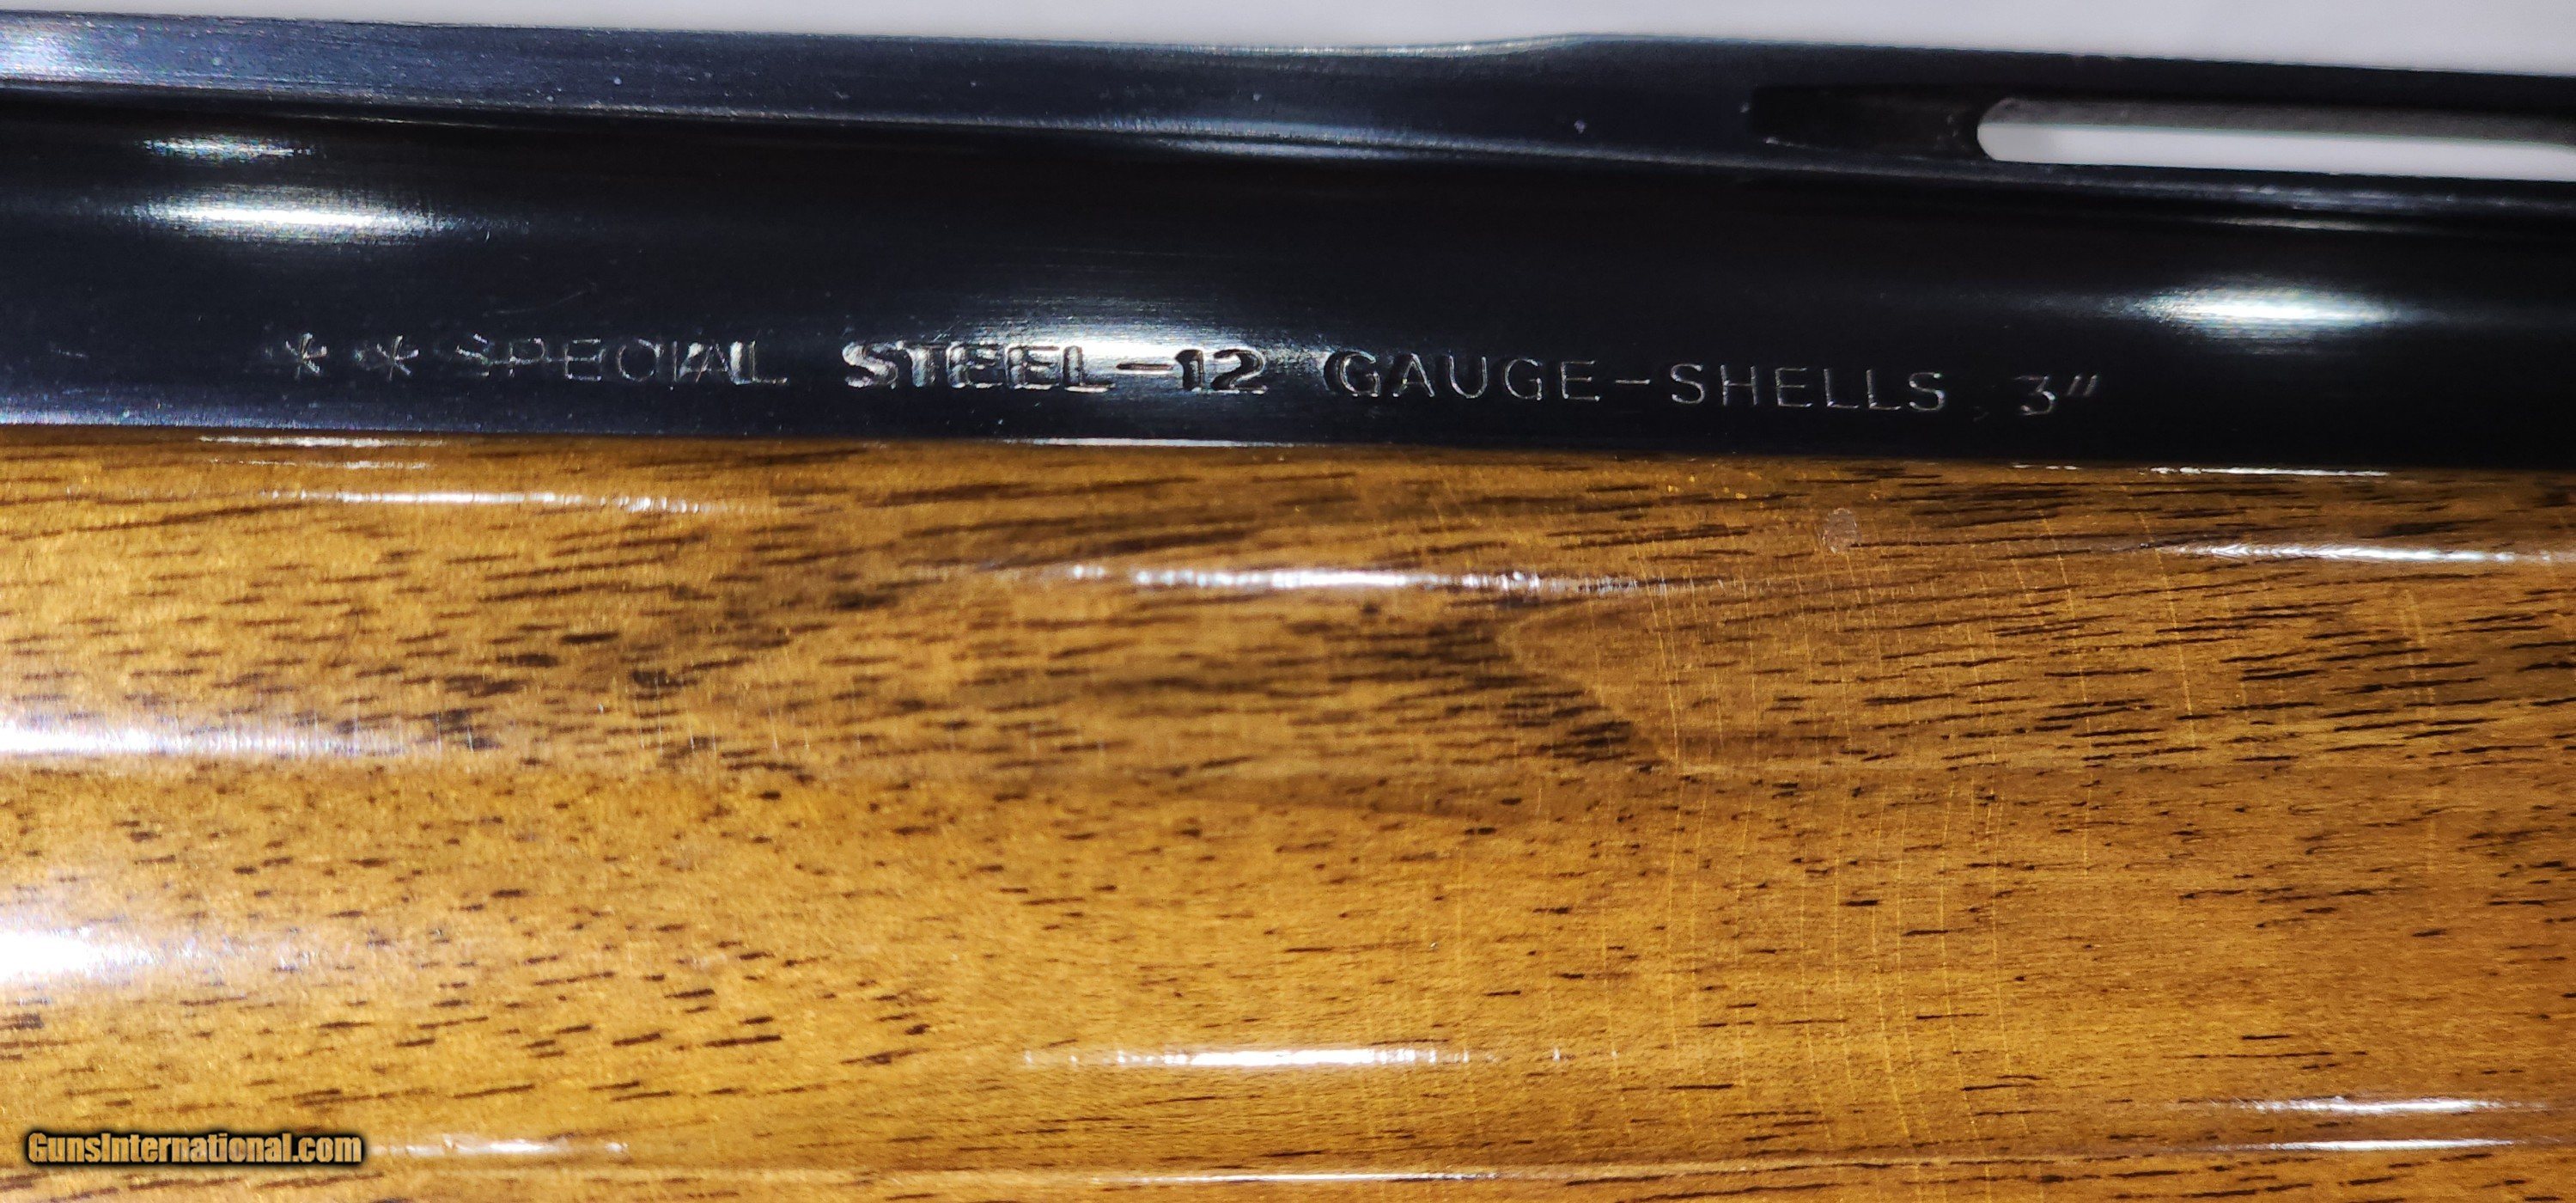 ** SPECIAL STEEL-12 GAUGE-SHELLS 3"
GunsInternational.com